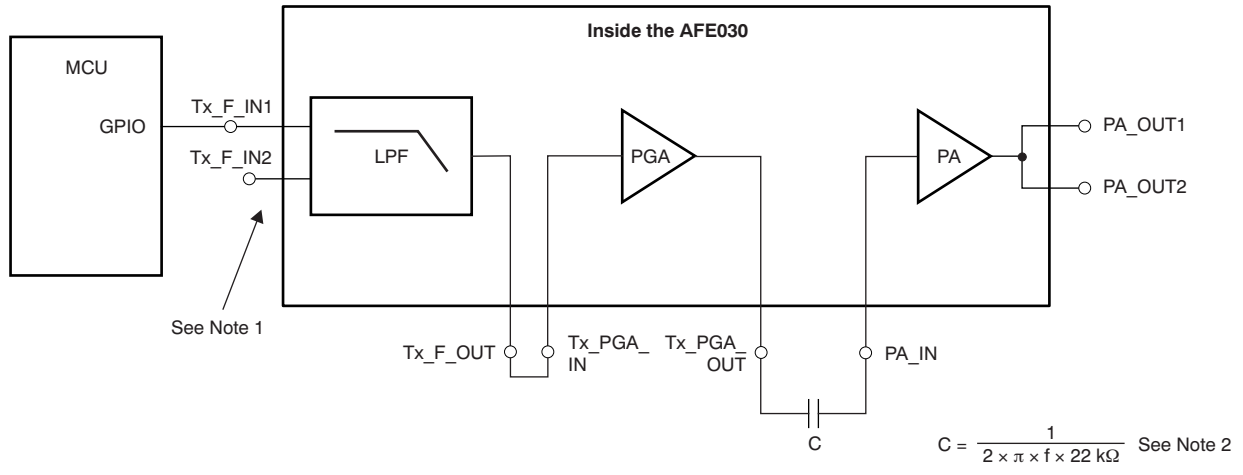 Inside the AFE030
MCU
GPIO
Tx_F_IN1
Tx_F_IN2
LPF
PGA
PA
PA_OUT1
PA_OUT2
See Note 1
Tx_F_OUT
Tx_PGA_
IN
Tx_PGA_
OUT
PA_IN
C
C = 1 / 2 × π × f × 22 kΩ See Note 2